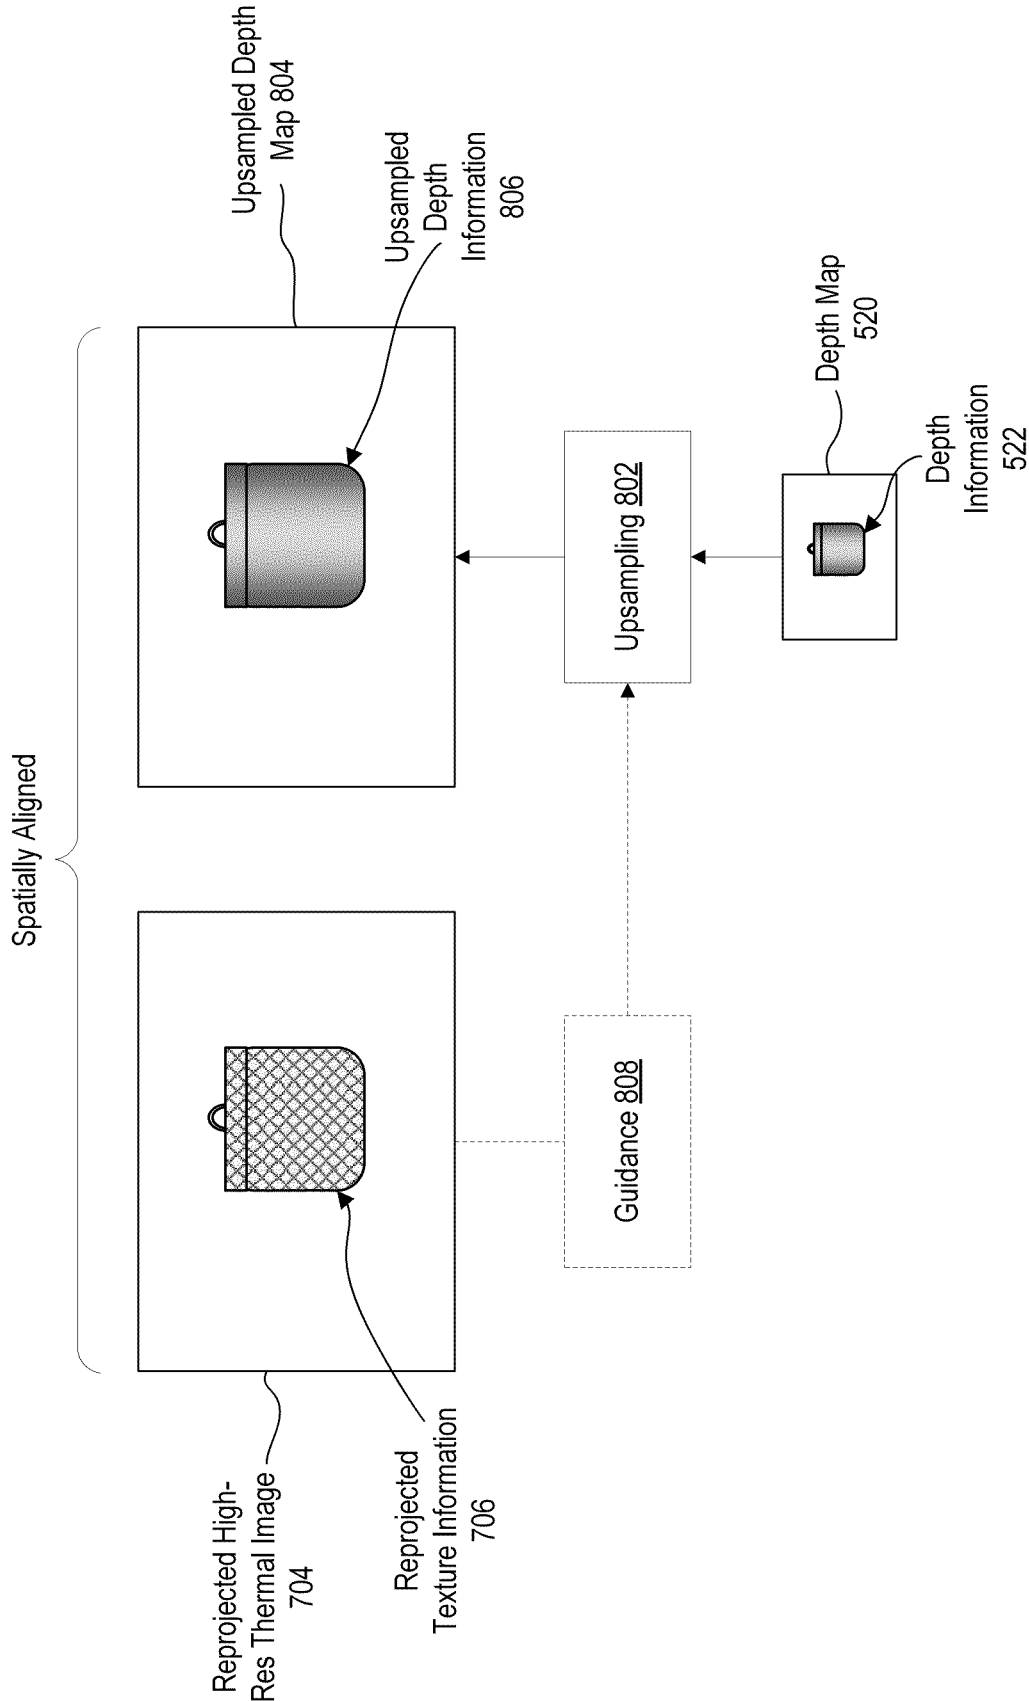 Spatially Aligned
Reprojected High-
Res Thermal Image
704
Reprojected
Texture Information
706
Upsampled Depth
Map 804
Upsampled
Depth
Information
806
Guidance 808
Upsampling 802
Depth Map
520
Depth
Information
522